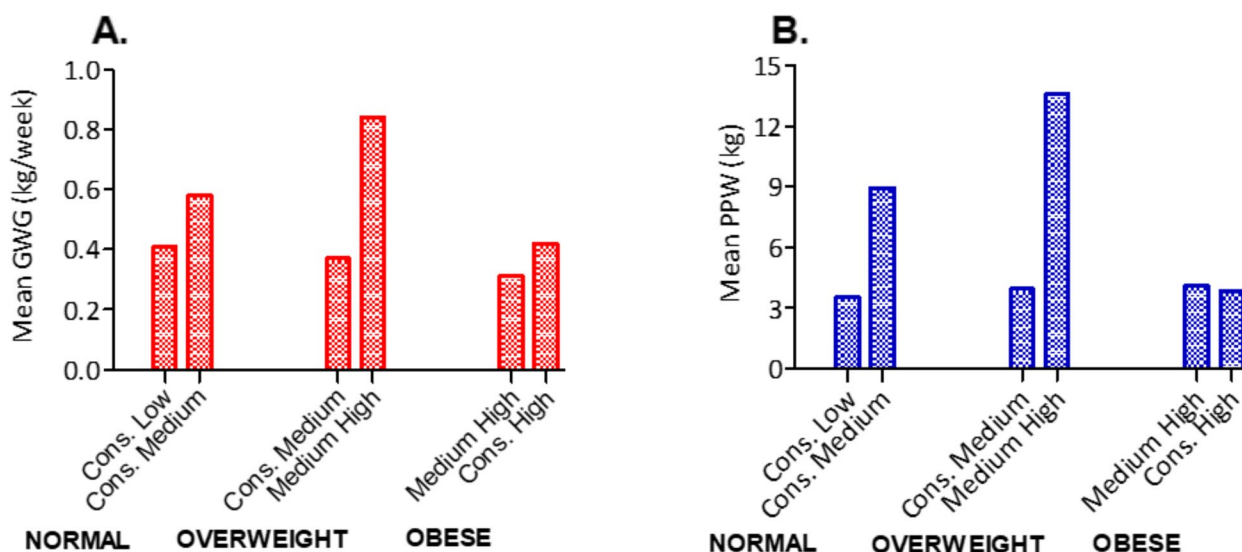 A.
Mean GWG (kg/week)
1.0
0.8
0.6
0.4
0.2
0.0
Cons. Low
Cons. Medium
Cons. Medium
Medium High
Medium High
Cons. High
NORMAL OVERWEIGHT OBESE
B.
Mean PPW (kg)
15
12
9
6
3
0
Cons. Low
Cons. Medium
Cons. Medium
Medium High
Medium High
Cons. High
NORMAL OVERWEIGHT OBESE